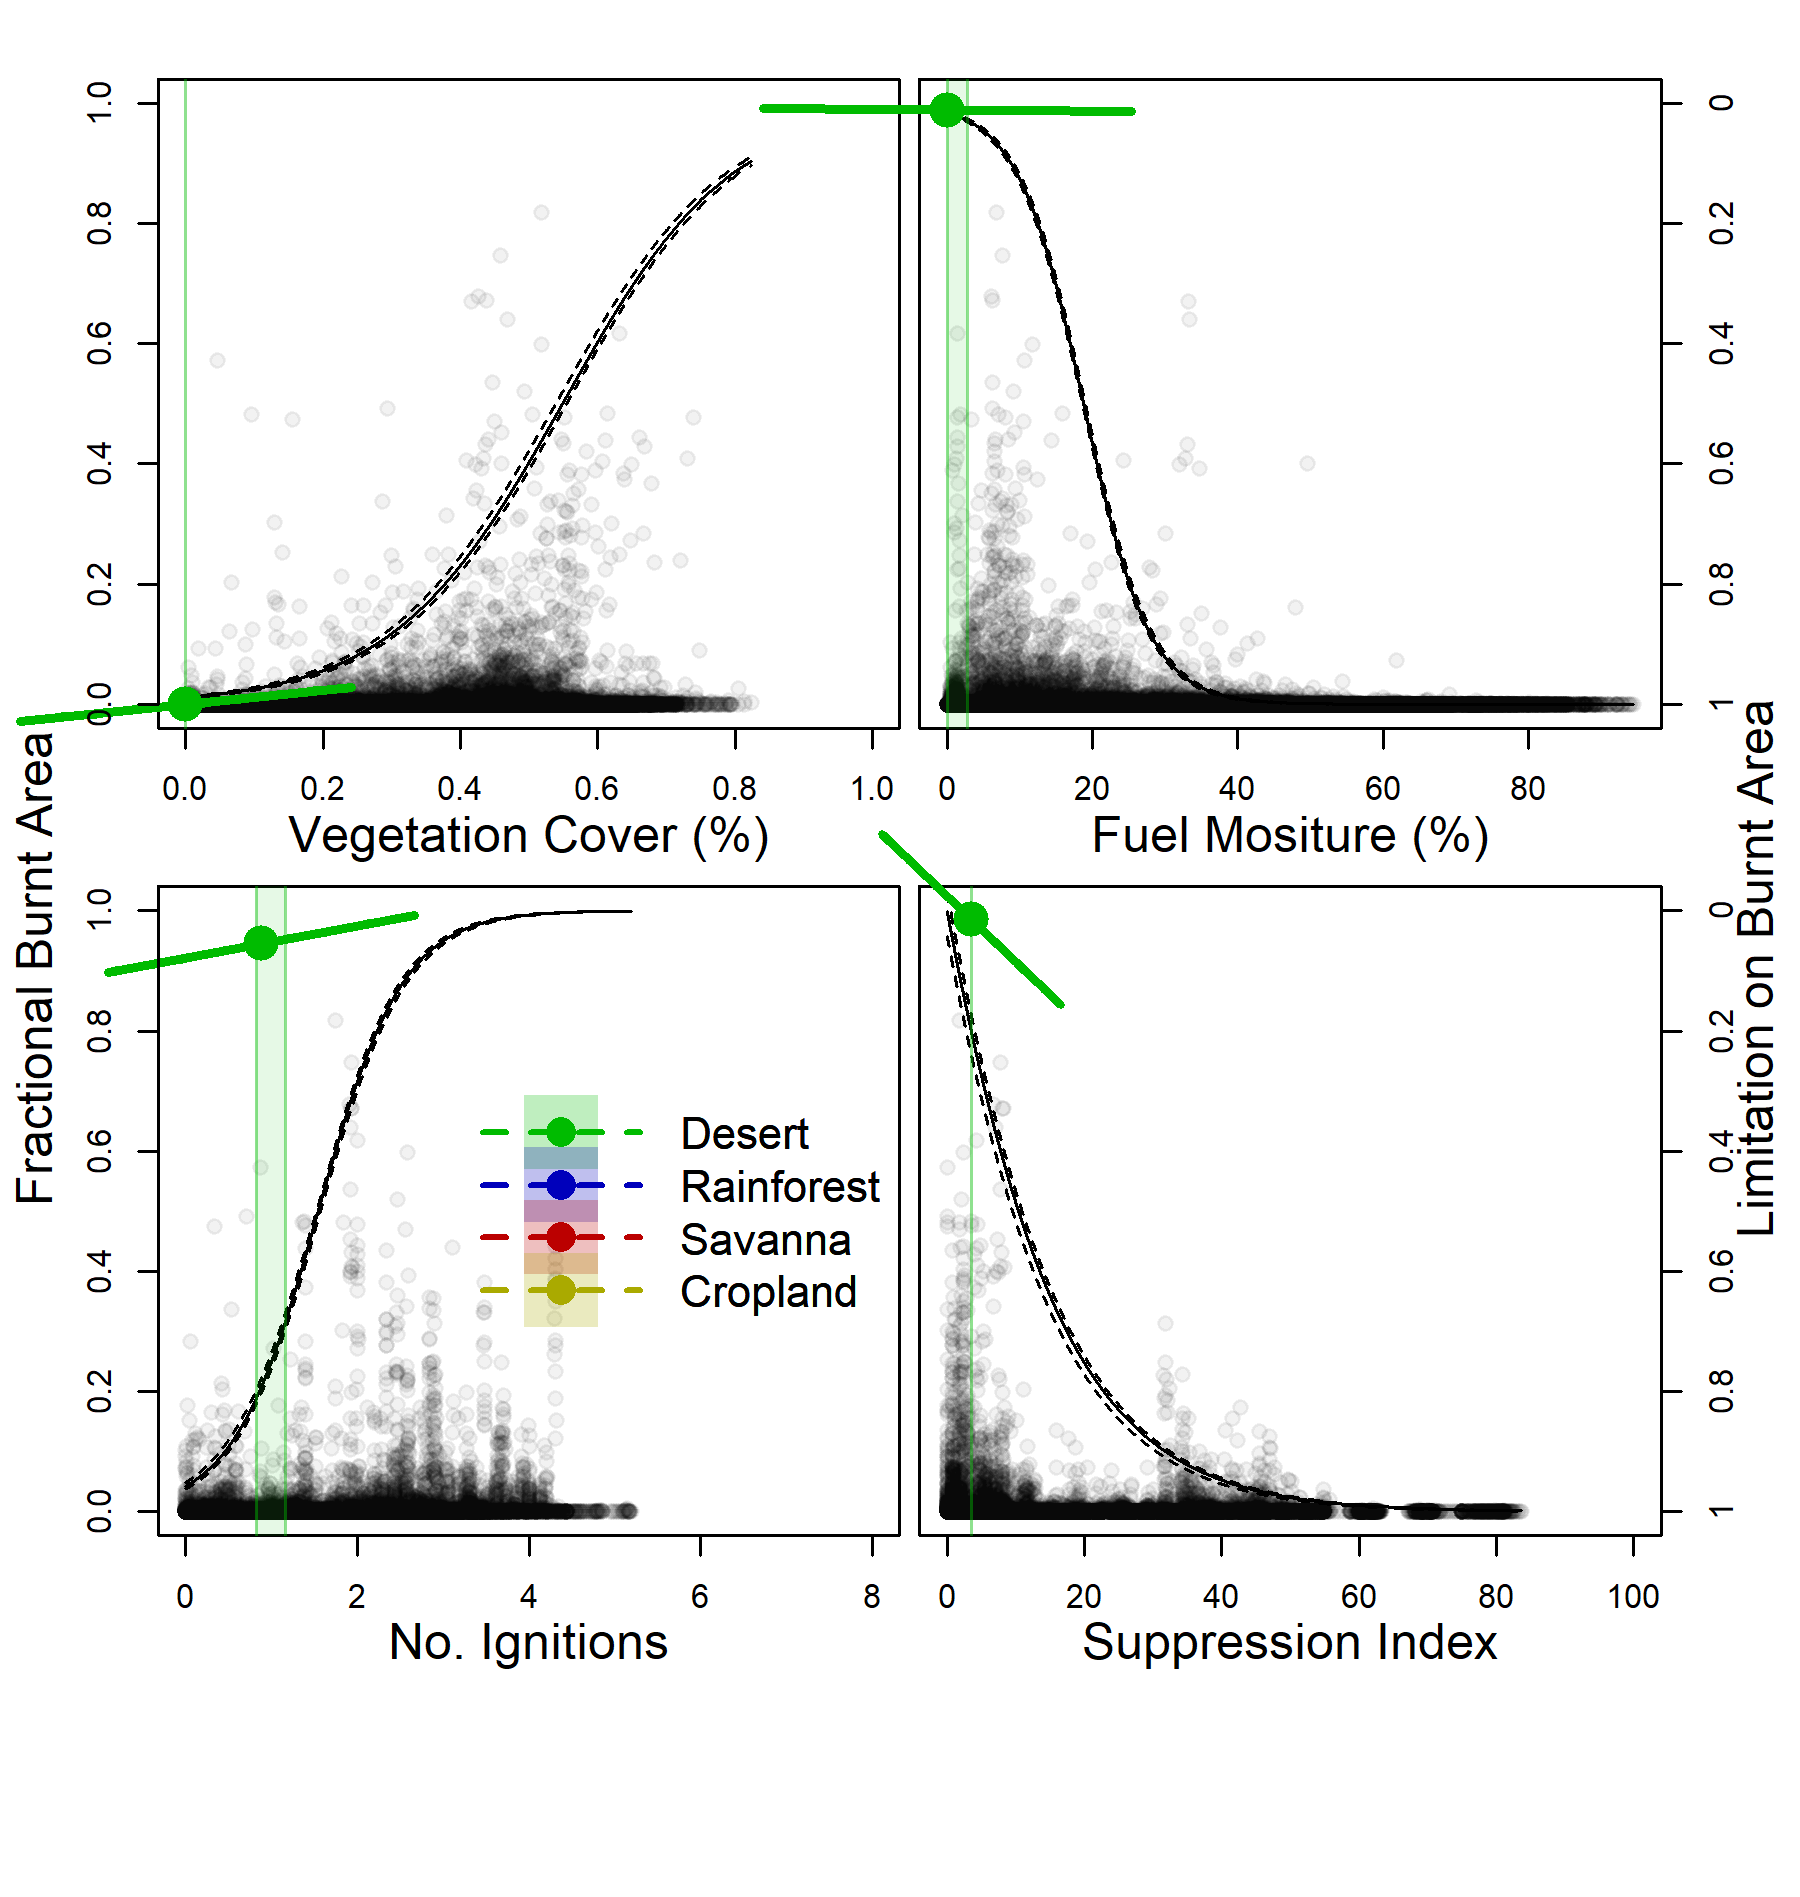 1.0
0.8
0.6
0.4
0.2
0.0
0
0.2
0.4
0.6
0.8
1
0.0 0.2 0.4 0.6 0.8 1.0
Vegetation Cover (%)
0 20 40 60 80
Fuel Mositure (%)
Fractional Burnt Area
Limitation on Burnt Area
1.0
0.8
0.6
0.4
0.2
0.0
Desert
Rainforest
Savanna
Cropland
0
0.2
0.4
0.6
0.8
1
0 2 4 6 8
No. Ignitions
0 20 40 60 80 100
Suppression Index